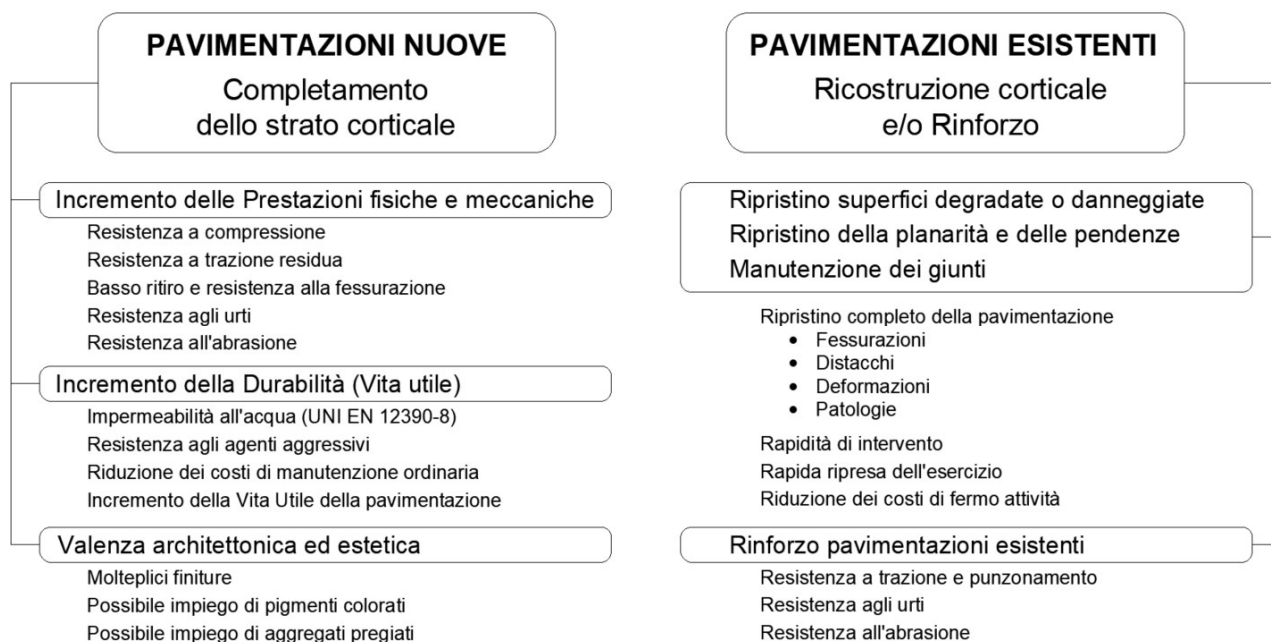 PAVIMENTAZIONI NUOVE
Completamento
dello strato corticale
Incremento delle Prestazioni fisiche e meccaniche
Resistenza a compressione
Resistenza a trazione residua
Basso ritiro e resistenza alla fessurazione
Resistenza agli urti
Resistenza all'abrasione
Incremento della Durabilità (Vita utile)
Impermeabilità all'acqua (UNI EN 12390-8)
Resistenza agli agenti aggressivi
Riduzione dei costi di manutenzione ordinaria
Incremento della Vita Utile della pavimentazione
Valenza architettonica ed estetica
Molteplici finiture
Possibile impiego di pigmenti colorati
Possibile impiego di aggregati pregiati
PAVIMENTAZIONI ESISTENTI
Ricostruzione corticale
e/o Rinforzo
Ripristino superfici degradate o danneggiate
Ripristino della planarità e delle pendenze
Manutenzione dei giunti
Ripristino completo della pavimentazione
• Fessurazioni
• Distacchi
• Deformazioni
• Patologie
Rapidità di intervento
Rapida ripresa dell'esercizio
Riduzione dei costi di fermo attività
Rinforzo pavimentazioni esistenti
Resistenza a trazione e punzonamento
Resistenza agli urti
Resistenza all'abrasione